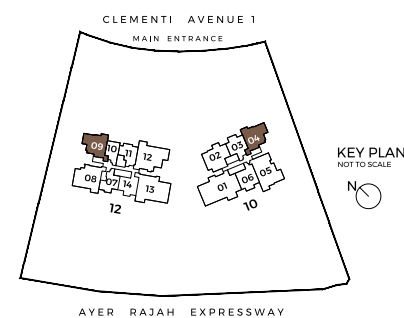 CLEMENTI AVENUE 1
MAIN ENTRANCE
09 10 11 12
08 07 14 13
12
02 03 04
01 06 05
10
KEY PLAN
NOT TO SCALE
N
AYER RAJAH EXPRESSWAY